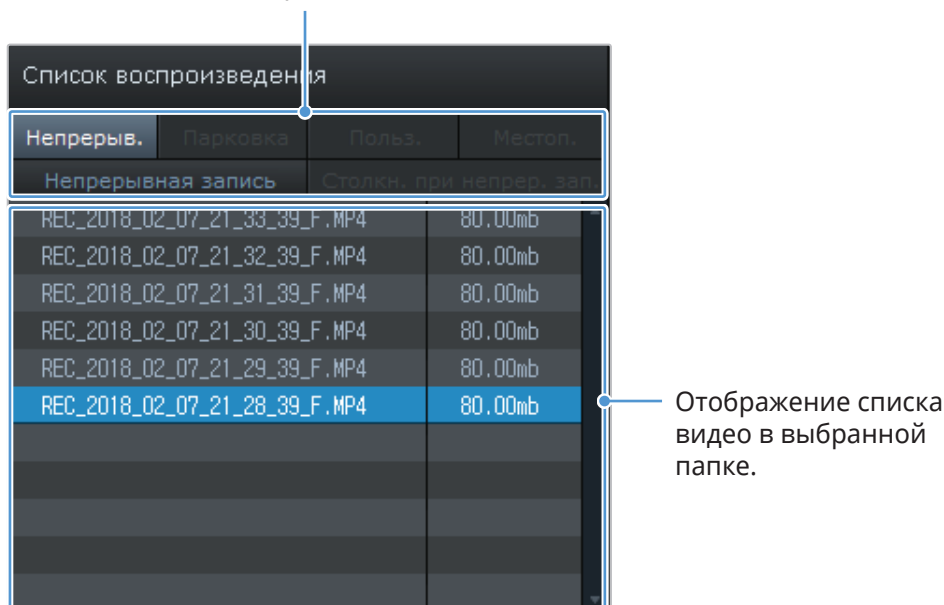 Список воспроизведения
Непрерыв. Парковка Польз. Местоп.
Непрерывная запись Столкн. при непрер. зап.
REC_2018_02_07_21_33_39_F.MP4 80.00mb
REC_2018_02_07_21_32_39_F.MP4 80.00mb
REC_2018_02_07_21_31_39_F.MP4 80.00mb
REC_2018_02_07_21_30_39_F.MP4 80.00mb
REC_2018_02_07_21_29_39_F.MP4 80.00mb
REC_2018_02_07_21_28_39_F.MP4 80.00mb
Отображение списка
видео в выбранной
папке.